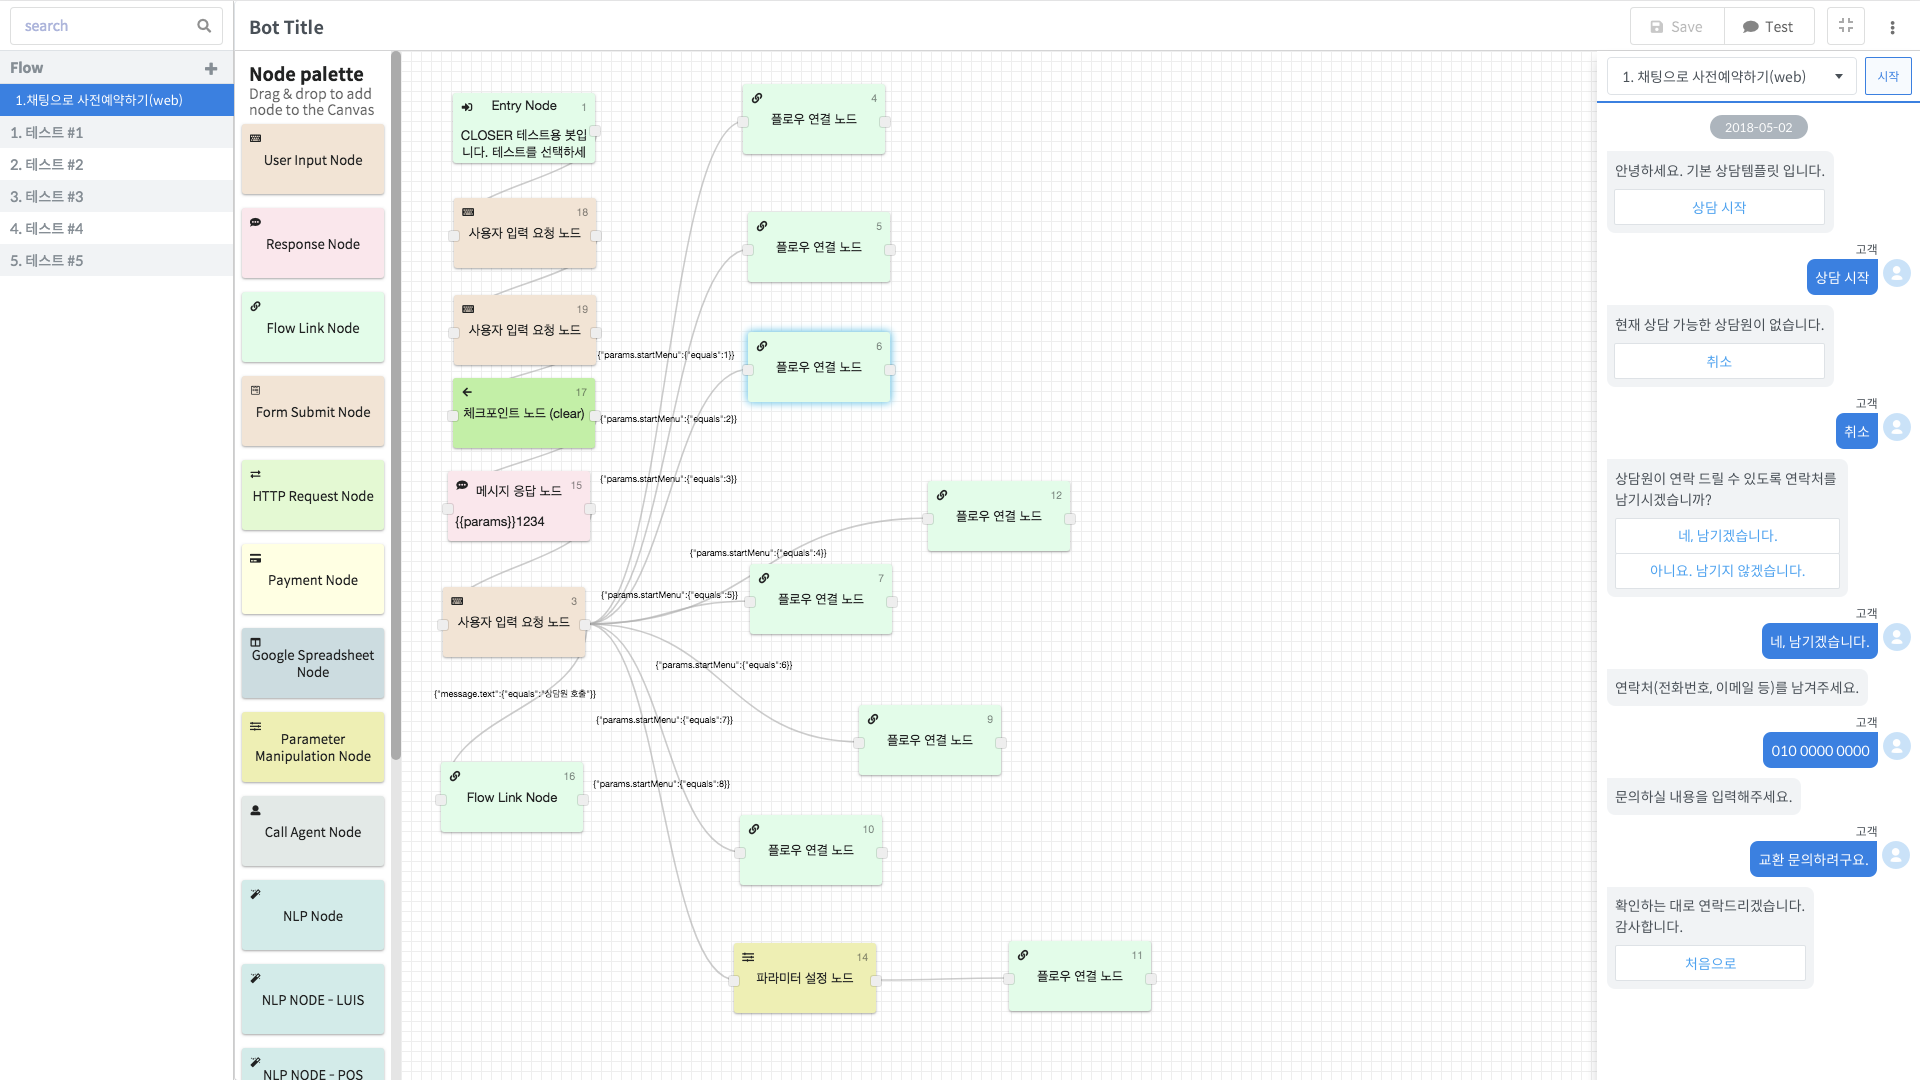 search
Bot Title
Save
Test
Flow
1.채팅으로 사전예약하기(web)
1. 테스트 #1
2. 테스트 #2
3. 테스트 #3
4. 테스트 #4
5. 테스트 #5
Node palette
Drag & drop to add
node to the Canvas
User Input Node
Response Node
Flow Link Node
Form Submit Node
HTTP Request Node
Payment Node
Google Spreadsheet
Node
Parameter
Manipulation Node
Call Agent Node
NLP Node
NLP NODE - LUIS
NLP NODE - POS
Entry Node
1
CLOSER 테스트용 봇입
니다. 테스트를 선택하세
4
플로우 연결 노드
18
사용자 입력 요청 노드
5
플로우 연결 노드
19
사용자 입력 요청 노드
{"params.startMenu":{"equals":1}}
6
플로우 연결 노드
17
체크포인트 노드 (clear)
{"params.startMenu":{"equals":2}}
메시지 응답 노드
15
{{params}}1234
{"params.startMenu":{"equals":3}}
12
플로우 연결 노드
{"params.startMenu":{"equals":4}}
7
플로우 연결 노드
{"params.startMenu":{"equals":5}}
3
사용자 입력 요청 노드
{"params.startMenu":{"equals":6}}
{"message.text":{"equals":"상담원 호출"}}
{"params.startMenu":{"equals":7}}
9
플로우 연결 노드
16
Flow Link Node
{"params.startMenu":{"equals":8}}
10
플로우 연결 노드
14
파라미터 설정 노드
11
플로우 연결 노드
1. 채팅으로 사전예약하기(web)
시작
2018-05-02
안녕하세요. 기본 상담템플릿 입니다.
상담 시작
고객
상담 시작
현재 상담 가능한 상담원이 없습니다.
취소
고객
취소
상담원이 연락 드릴 수 있도록 연락처를
남기시겠습니까?
네, 남기겠습니다.
아니요. 남기지 않겠습니다.
고객
네, 남기겠습니다.
연락처(전화번호, 이메일 등)를 남겨주세요.
고객
010 0000 0000
문의하실 내용을 입력해주세요.
고객
교환 문의하려구요.
확인하는 대로 연락드리겠습니다.
감사합니다.
처음으로